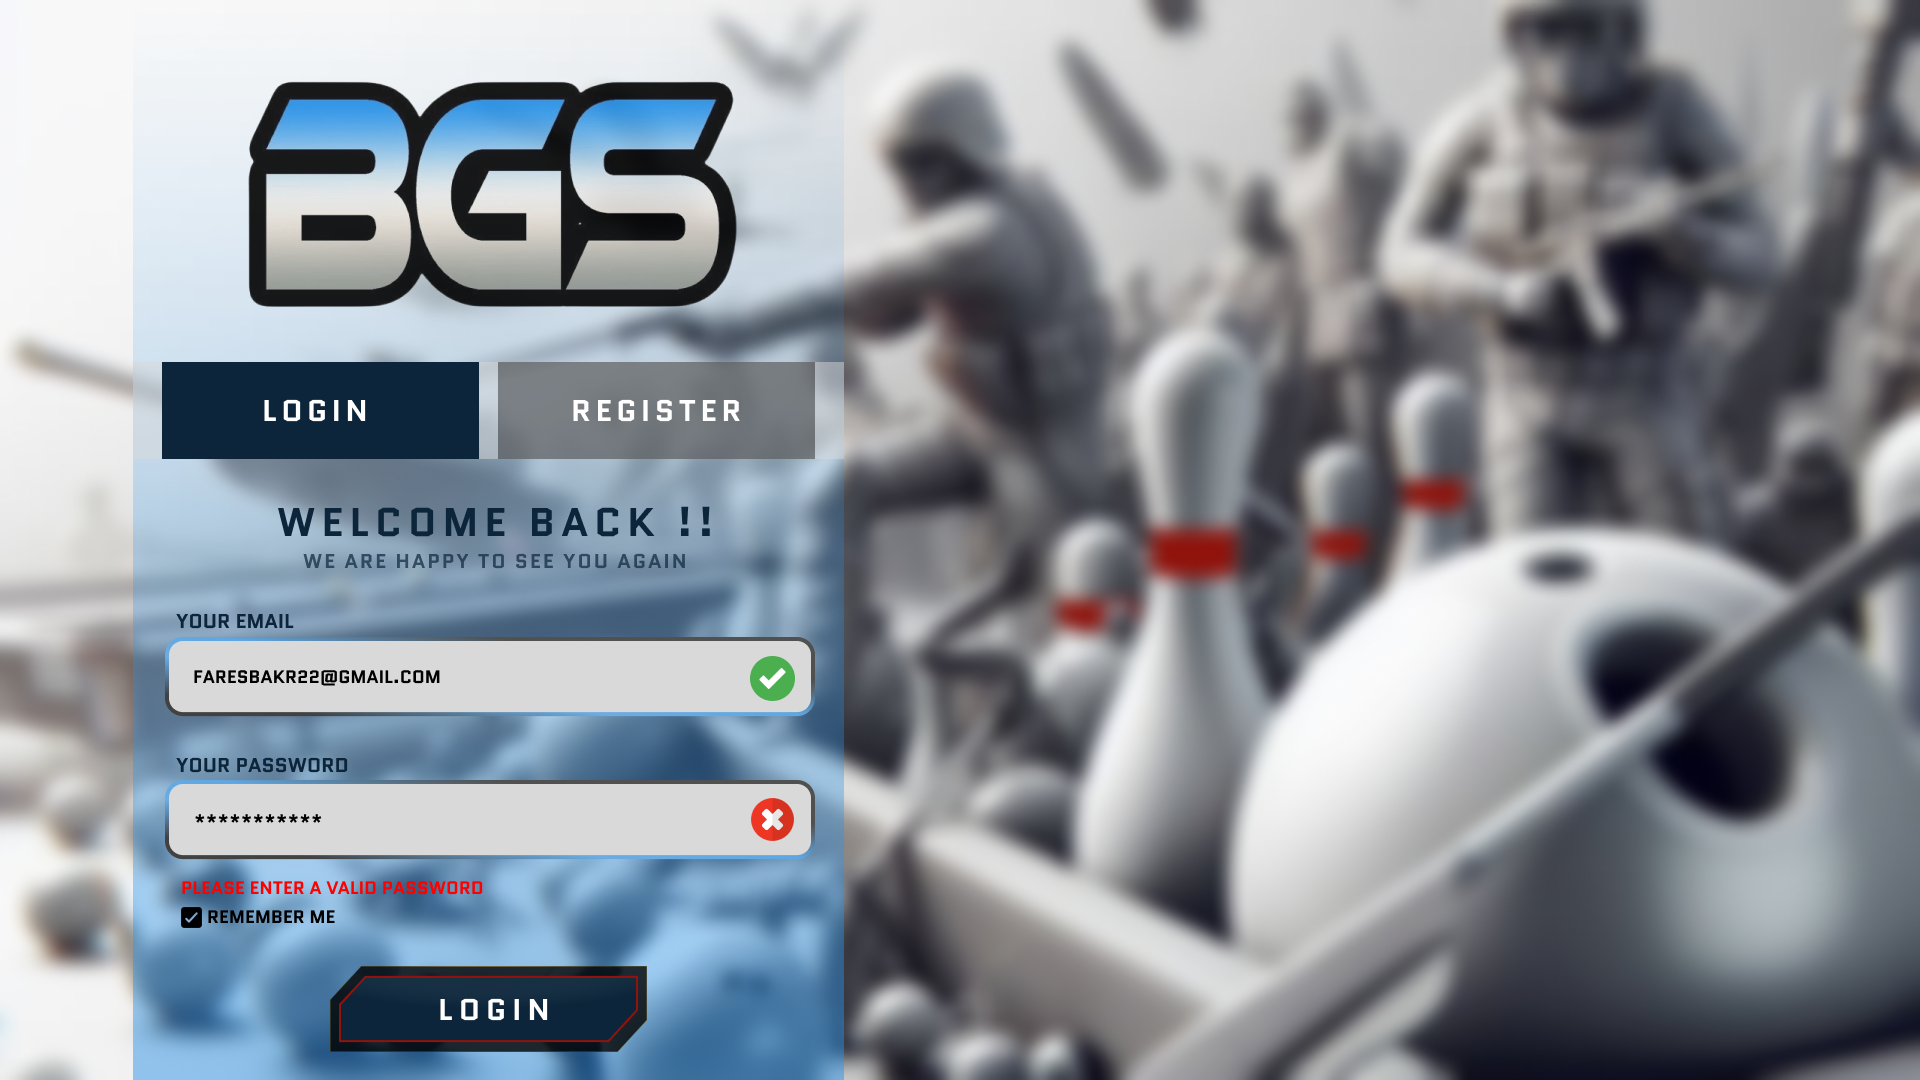 BGS
LOGIN
REGISTER
WELCOME BACK !!
WE ARE HAPPY TO SEE YOU AGAIN
YOUR EMAIL
FARESBAKR22@GMAIL.COM
YOUR PASSWORD
***********
PLEASE ENTER A VALID PASSWORD
REMEMBER ME
LOGIN